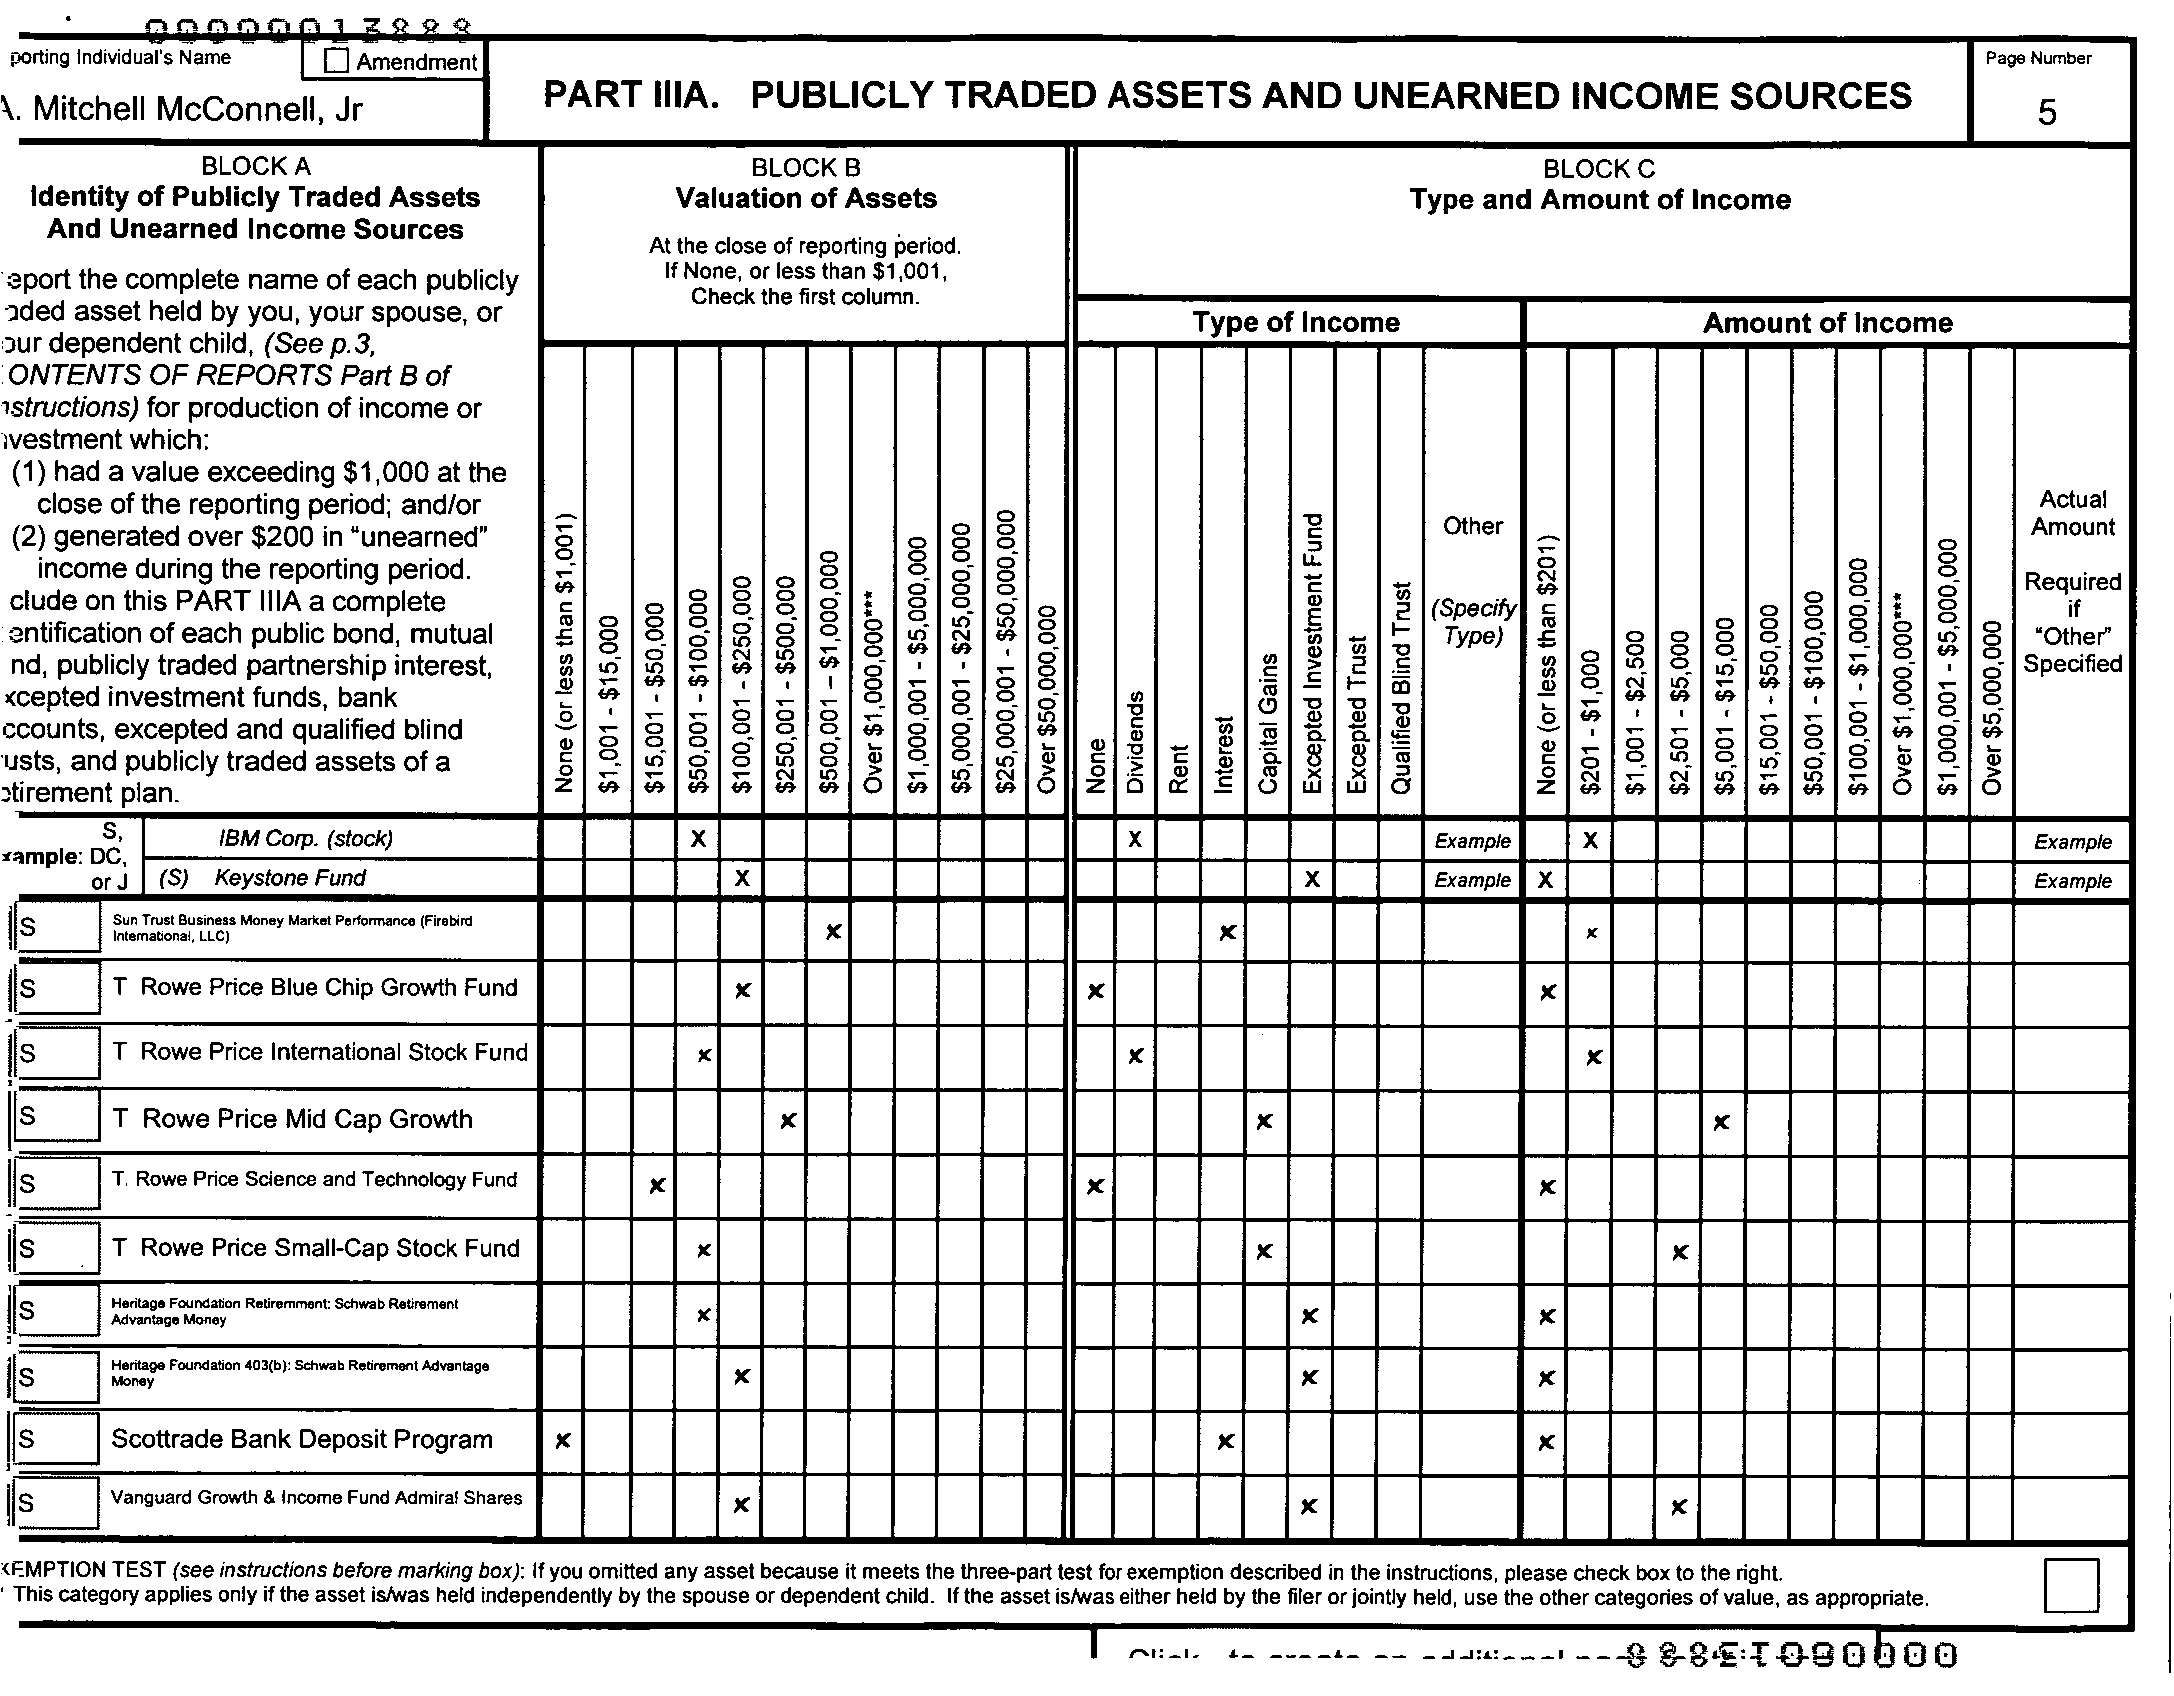 00000013888
porting Individual's Name
Amendment
A. Mitchell McConnell, Jr
PART IIIA. PUBLICLY TRADED ASSETS AND UNEARNED INCOME SOURCES
Page Number
5
BLOCK A
Identity of Publicly Traded Assets
And Unearned Income Sources
eport the complete name of each publicly
aded asset held by you, your spouse, or
our dependent child, (See p.3,
ONTENTS OF REPORTS Part B of
nstructions) for production of income or
nvestment which:
(1) had a value exceeding $1,000 at the
close of the reporting period; and/or
(2) generated over $200 in "unearned"
income during the reporting period.
clude on this PART IIIA a complete
entification of each public bond, mutual
nd, publicly traded partnership interest,
xcepted investment funds, bank
ccounts, excepted and qualified blind
usts, and publicly traded assets of a
etirement plan.
BLOCK B
Valuation of Assets
At the close of reporting period.
If None, or less than $1,001,
Check the first column.
None (or less than $1,001)
$1,001 - $15,000
$15,001 - $50,000
$50,001 - $100,000
$100,001 - $250,000
$250,001 - $500,000
$500,001 – $1,000,000
Over $1,000,000***
$1,000,001 - $5,000,000
$5,000,001 - $25,000,000
$25,000,001 - $50,000,000
Over $50,000,000
BLOCK C
Type and Amount of Income
Type of Income
None
Dividends
Rent
Interest
Capital Gains
Excepted Investment Fund
Excepted Trust
Qualified Blind Trust
Other
(Specify
Type)
Amount of Income
None (or less than $201)
$201 - $1,000
$1,001 - $2,500
$2,501 - $5,000
$5,001 - $15,000
$15,001 - $50,000
$50,001 - $100,000
$100,001 - $1,000,000
Over $1,000,000***
$1,000,001 - $5,000,000
Over $5,000,000
Actual
Amount
Required
if
"Other"
Specified
xample: S, DC, or J
IBM Corp. (stock) X X Example X Example
(S) Keystone Fund X X Example X Example
S Sun Trust Business Money Market Performance (Firebird
International, LLC) x x x
S T Rowe Price Blue Chip Growth Fund x x x
S T Rowe Price International Stock Fund x x x
S T Rowe Price Mid Cap Growth x x x
S T. Rowe Price Science and Technology Fund x x x
S T Rowe Price Small-Cap Stock Fund x x x
S Heritage Foundation Retiremment: Schwab Retirement
Advantage Money x x x
S Heritage Foundation 403(b): Schwab Retirement Advantage
Money x x x
S Scottrade Bank Deposit Program x x x
S Vanguard Growth & Income Fund Admiral Shares x x x
XEMPTION TEST (see instructions before marking box): If you omitted any asset because it meets the three-part test for exemption described in the instructions, please check box to the right.
This category applies only if the asset is/was held independently by the spouse or dependent child. If the asset is/was either held by the filer or jointly held, use the other categories of value, as appropriate.
00000013888